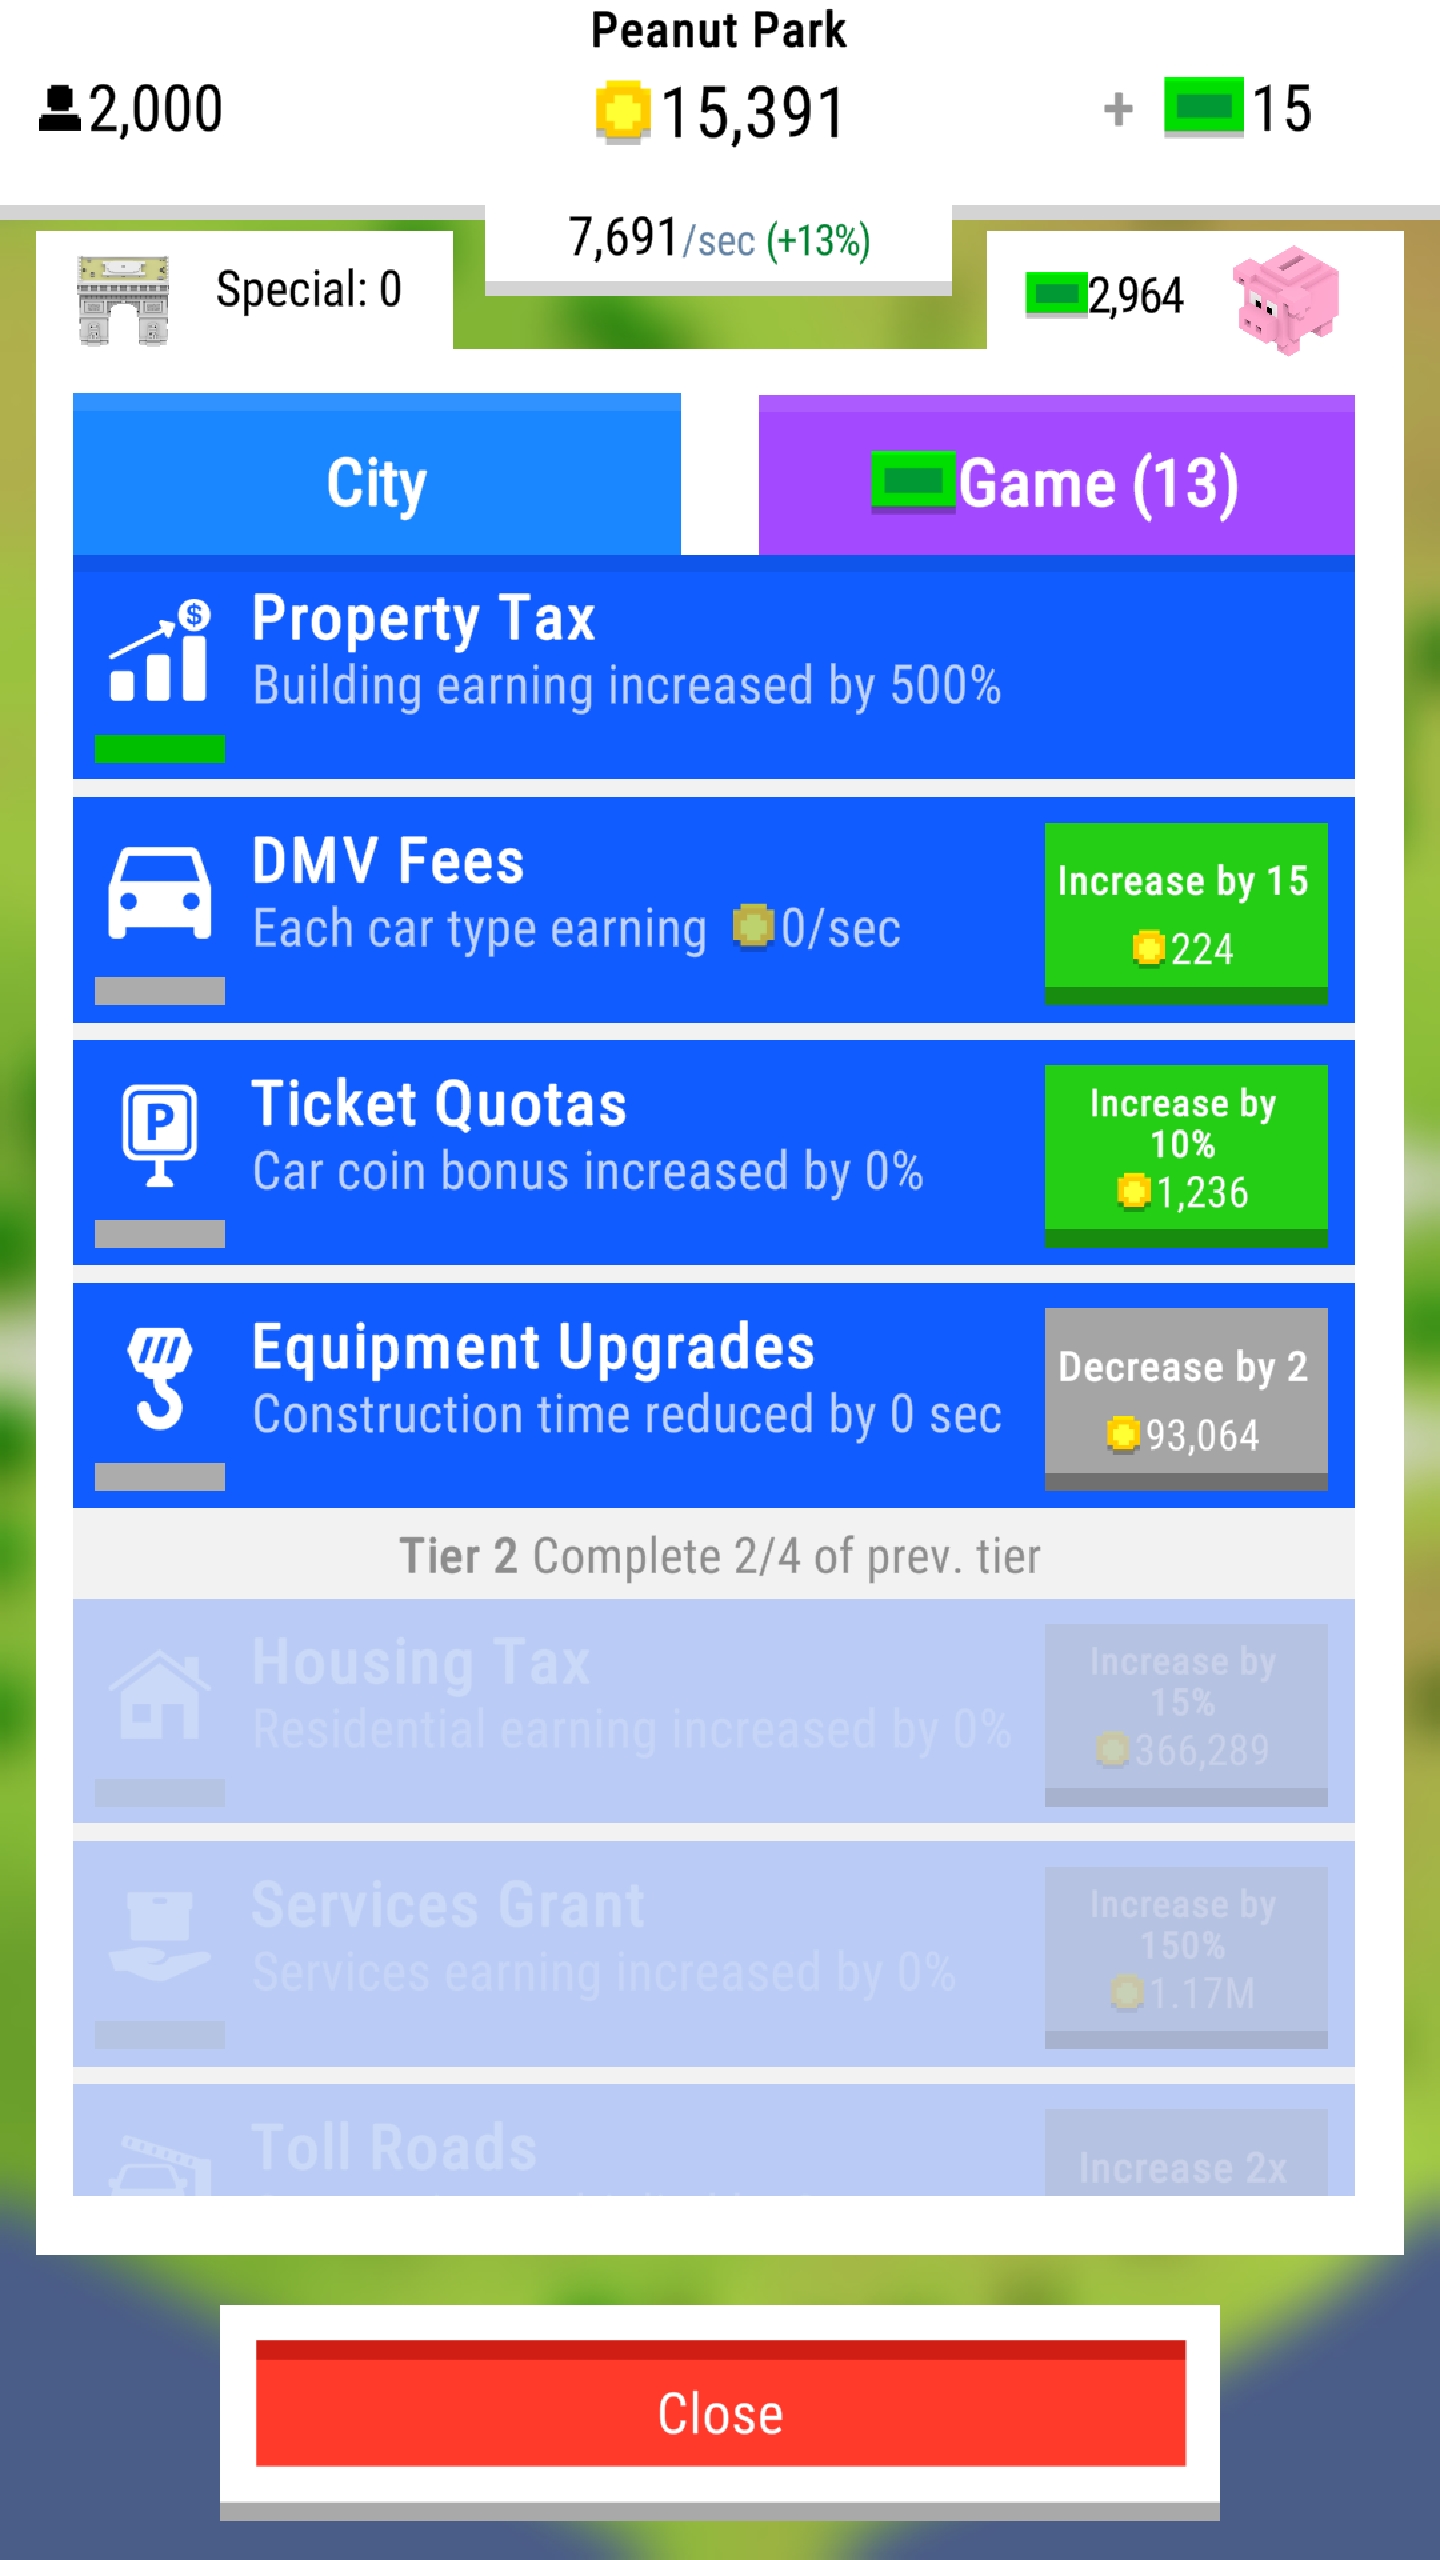 Peanut Park
2,000
15,391
+ 15
7,691/sec (+13%)
Special: 0
2,964
City
Game (13)
$
Property Tax
Building earning increased by 500%
DMV Fees
Each car type earning 0/sec
Increase by 15
224
P
Ticket Quotas
Car coin bonus increased by 0%
Increase by
10%
1,236
Equipment Upgrades
Construction time reduced by 0 sec
Decrease by 2
93,064
Tier 2 Complete 2/4 of prev. tier
Housing Tax
Residential earning increased by 0%
Increase by
15%
366,289
Services Grant
Services earning increased by 0%
Increase by
150%
1.17M
Toll Roads
Increase 2x
Close